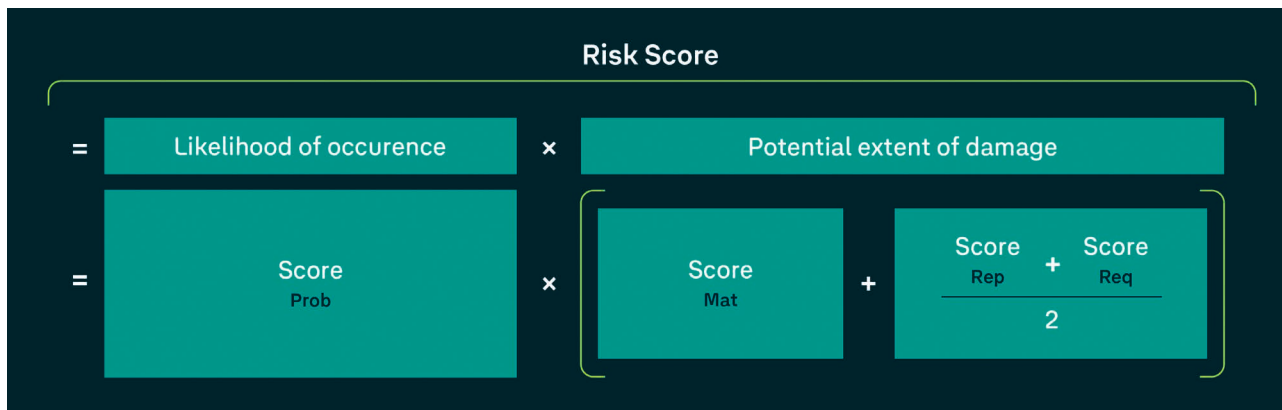 Risk Score
= Likelihood of occurence × Potential extent of damage
= Score Prob × [ Score Mat + Score Rep + Score Req / 2 ]